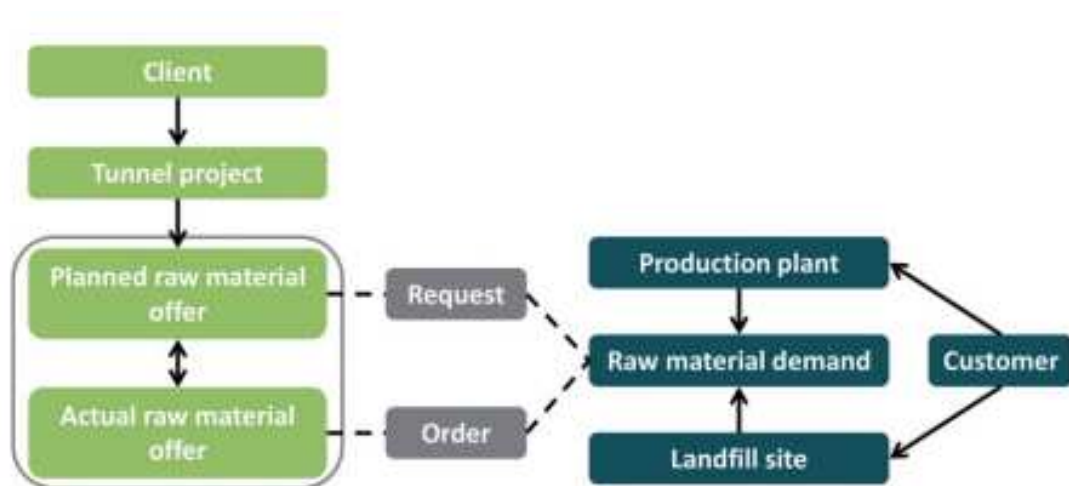 Client
Tunnel project
Planned raw material
offer
Request
Production plant
Raw material demand
Customer
Actual raw material
offer
Order
Landfill site